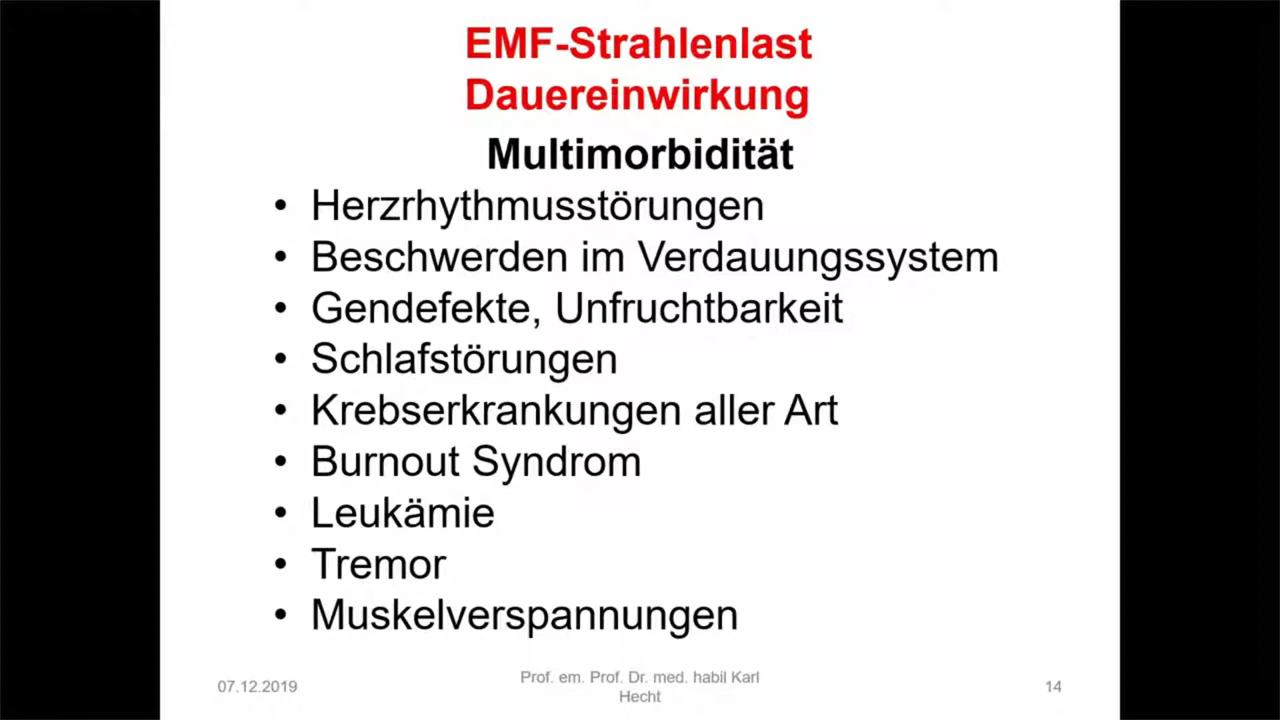 EMF-Strahlenlast
Dauereinwirkung
Multimorbidität
• Herzrhythmusstörungen
• Beschwerden im Verdauungssystem
• Gendefekte, Unfruchtbarkeit
• Schlafstörungen
• Krebserkrankungen aller Art
• Burnout Syndrom
• Leukämie
• Tremor
• Muskelverspannungen
07.12.2019
Prof. em. Prof. Dr. med. habil Karl
Hecht
14